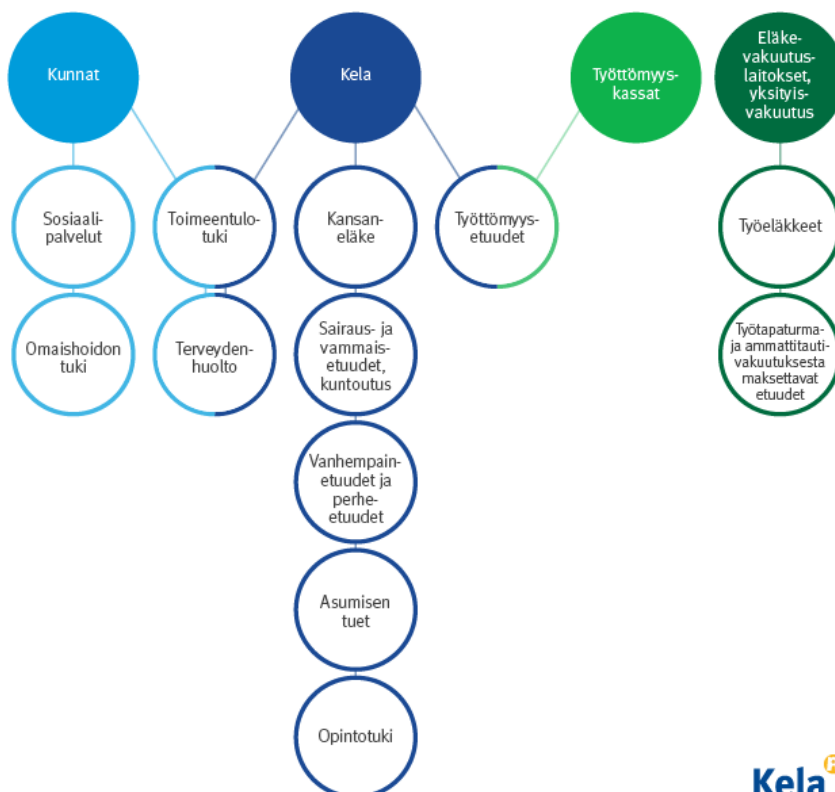 Kunnat
Kela
Työttömyys-
kassat
Eläke-
vakuutus-
laitokset,
yksityis-
vakuutus
Sosiaali-
palvelut
Toimeentulo-
tuki
Kansan-
eläke
Työttömyys-
etuudet
Työeläkkeet
Omaishoidon
tuki
Terveyden-
huolto
Sairaus- ja
vammais-
etuudet,
kuntoutus
Työtapaturma-
ja ammattitauti-
vakuutuksesta
maksettavat
etuudet
Vanhempain-
etuudet ja
perhe-
etuudet
Asumisen
tuet
Opintotuki
Kela